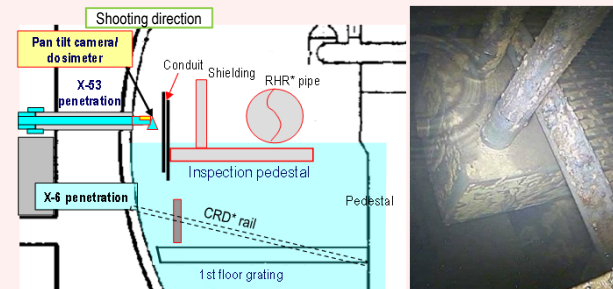 Shooting direction
Pan tilt camera/
dosimeter
X-53
penetration
Conduit
Shielding
RHR* pipe
Inspection pedestal
X-6 penetration
CRD* rail
Pedestal
1st floor grating